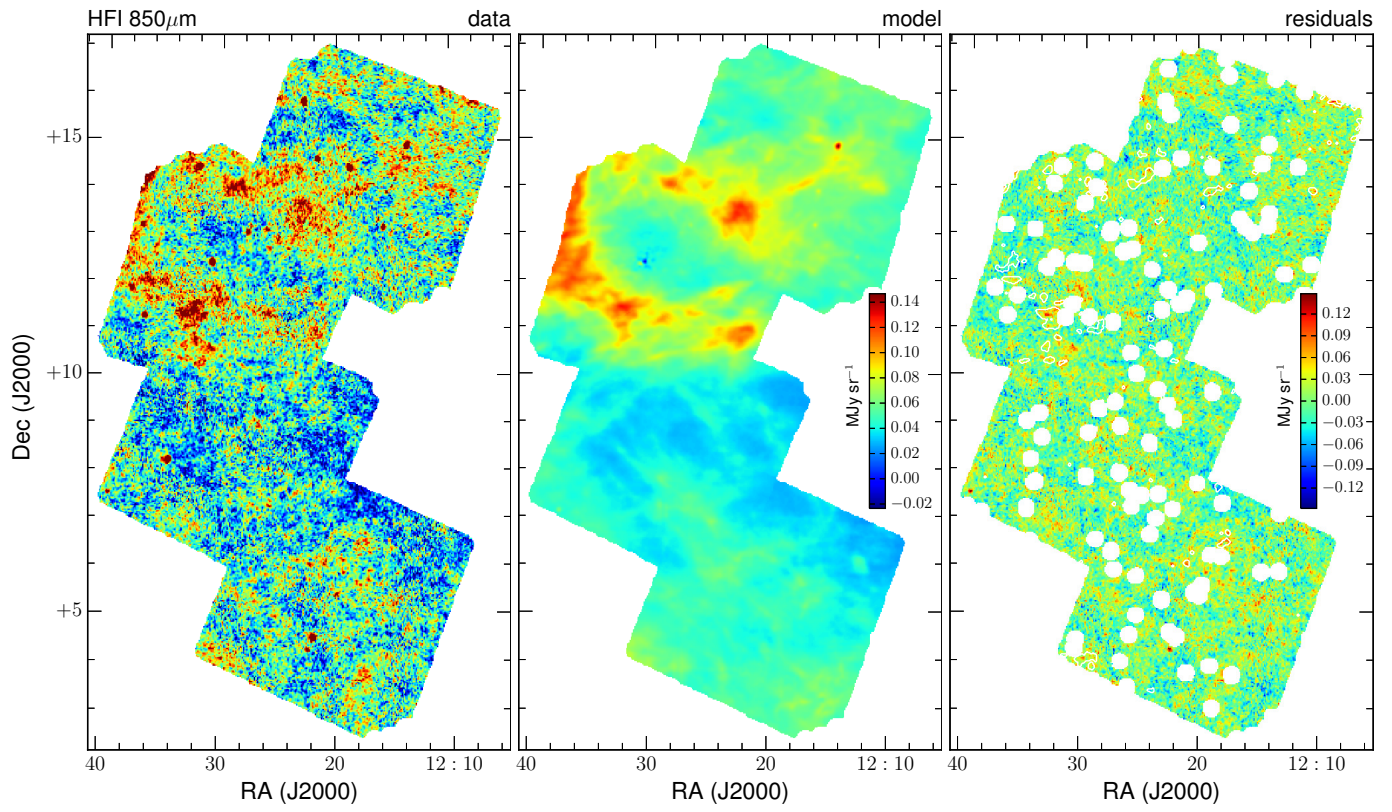 HFI 850μm data
model
residuals
Dec (J2000)
+15
+10
+5
MJy sr⁻¹
0.14
0.12
0.10
0.08
0.06
0.04
0.02
0.00
−0.02
MJy sr⁻¹
0.12
0.09
0.06
0.03
0.00
−0.03
−0.06
−0.09
−0.12
40 30 20 12 : 10
40 30 20 12 : 10
40 30 20 12 : 10
RA (J2000)
RA (J2000)
RA (J2000)